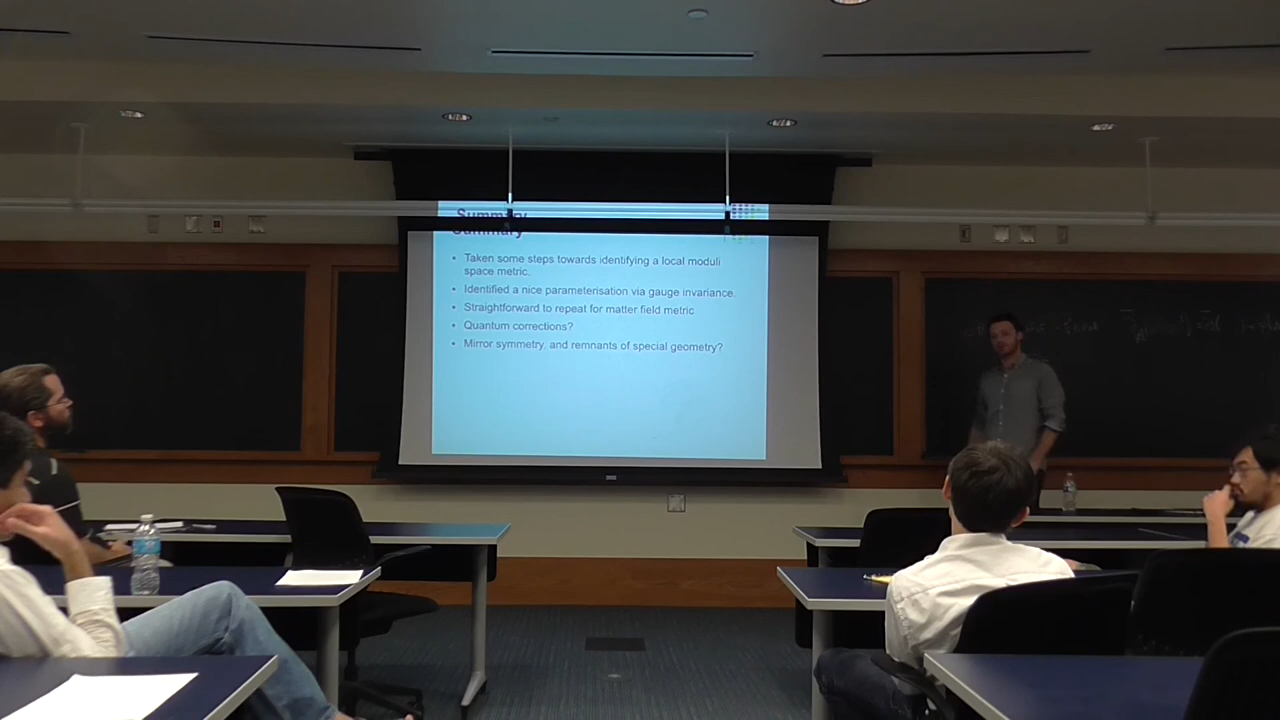 Summary
Summary
• Taken some steps towards identifying a local moduli
space metric.
• Identified a nice parameterisation via gauge invariance.
• Straightforward to repeat for matter field metric
• Quantum corrections?
• Mirror symmetry, and remnants of special geometry?